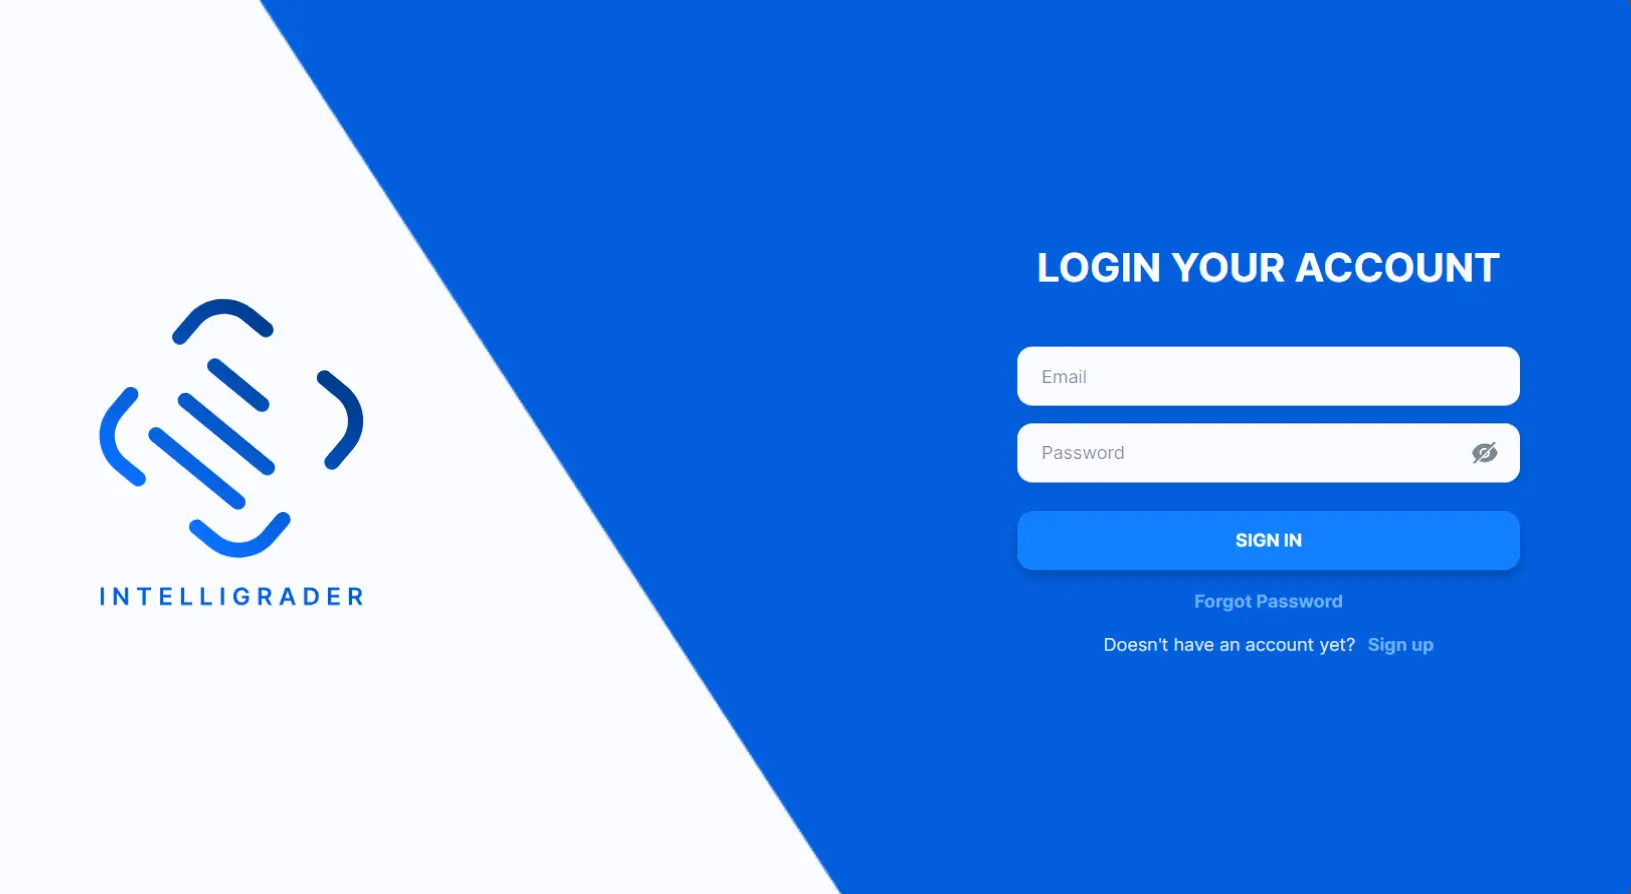 INTELLIGRADER
LOGIN YOUR ACCOUNT
Email
Password
SIGN IN
Forgot Password
Doesn't have an account yet? Sign up